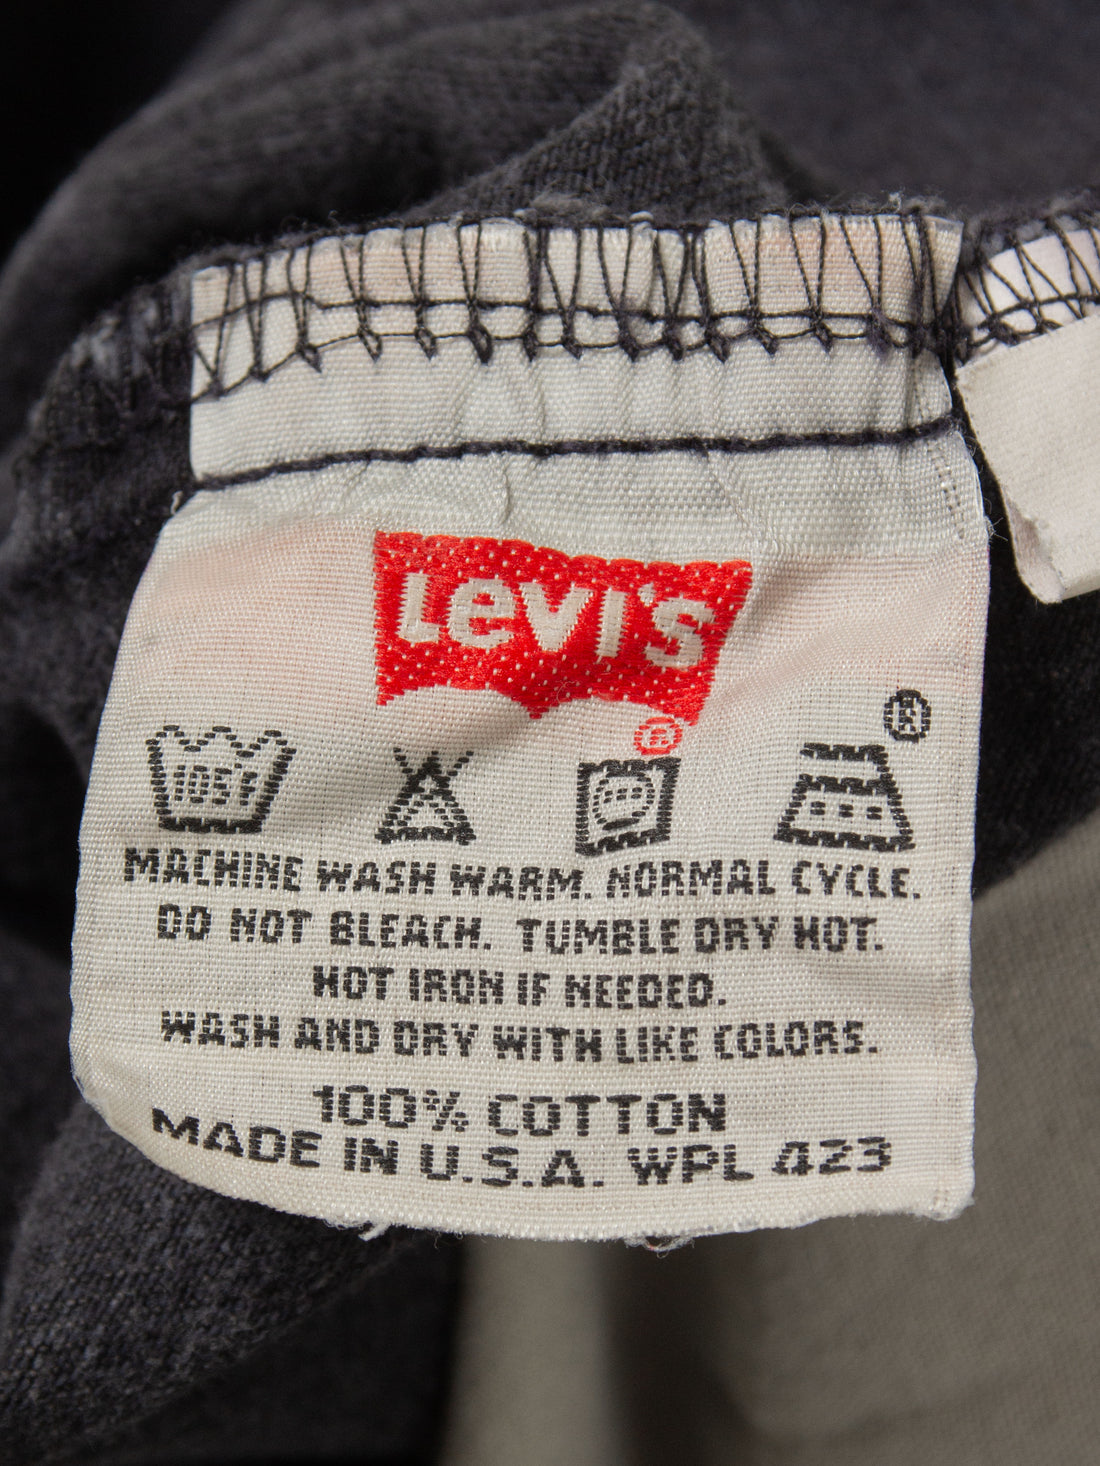 Levi's
®
®
105F
MACHINE WASH WARM. NORMAL CYCLE.
DO NOT BLEACH. TUMBLE DRY HOT.
HOT IRON IF NEEDED.
WASH AND DRY WITH LIKE COLORS.
100% COTTON
MADE IN U.S.A. WPL 423